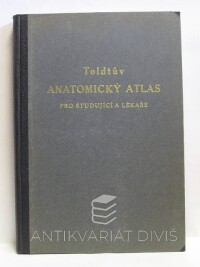 Toldtův
ANATOMICKÝ ATLAS
PRO STUDUJÍCÍ A LÉKAŘE
ANTIKVARIÁT DIVIŠ